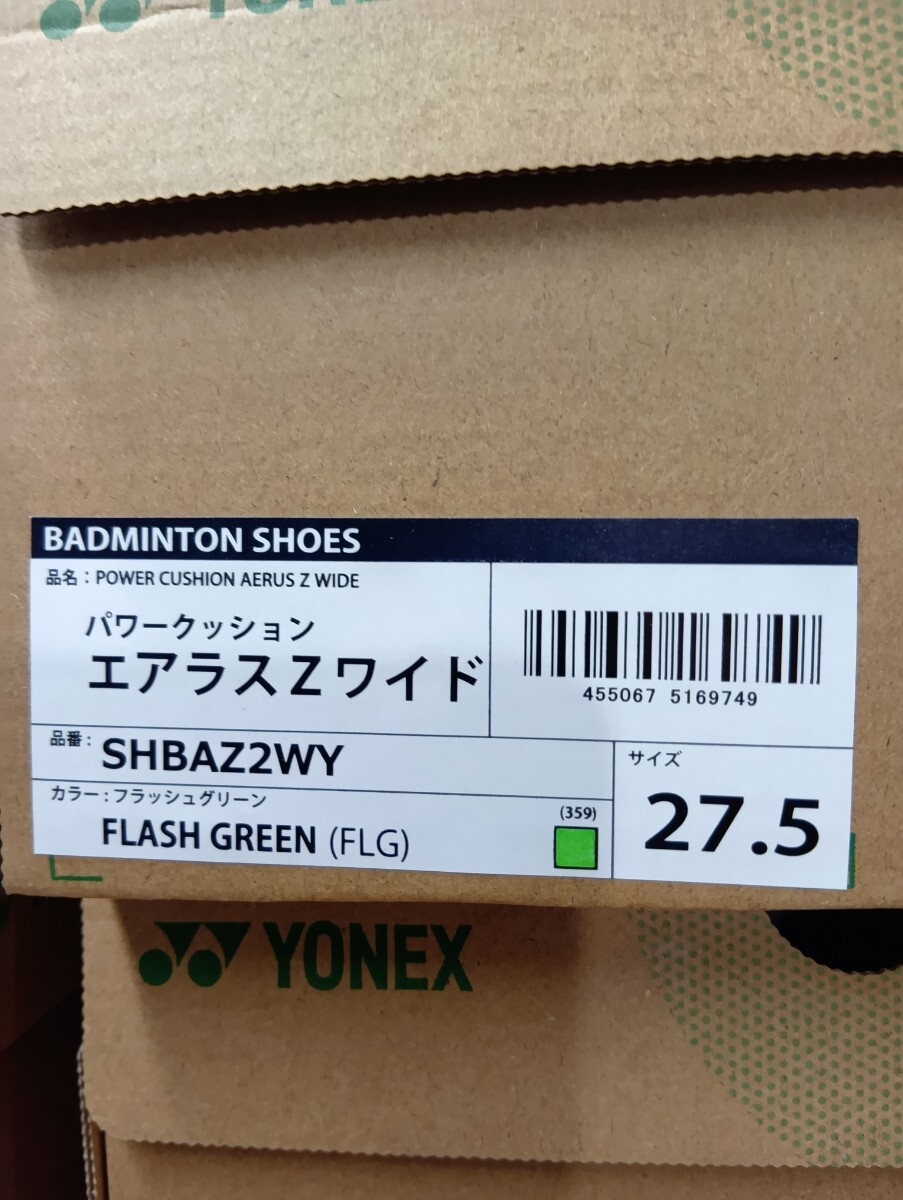 BADMINTON SHOES
品名：POWER CUSHION AERUS Z WIDE
パワークッション
エアラスZワイド
455067 5169749
品番：
SHBAZ2WY
サイズ
27.5
カラー：フラッシュグリーン
(359)
FLASH GREEN (FLG)
YONEX